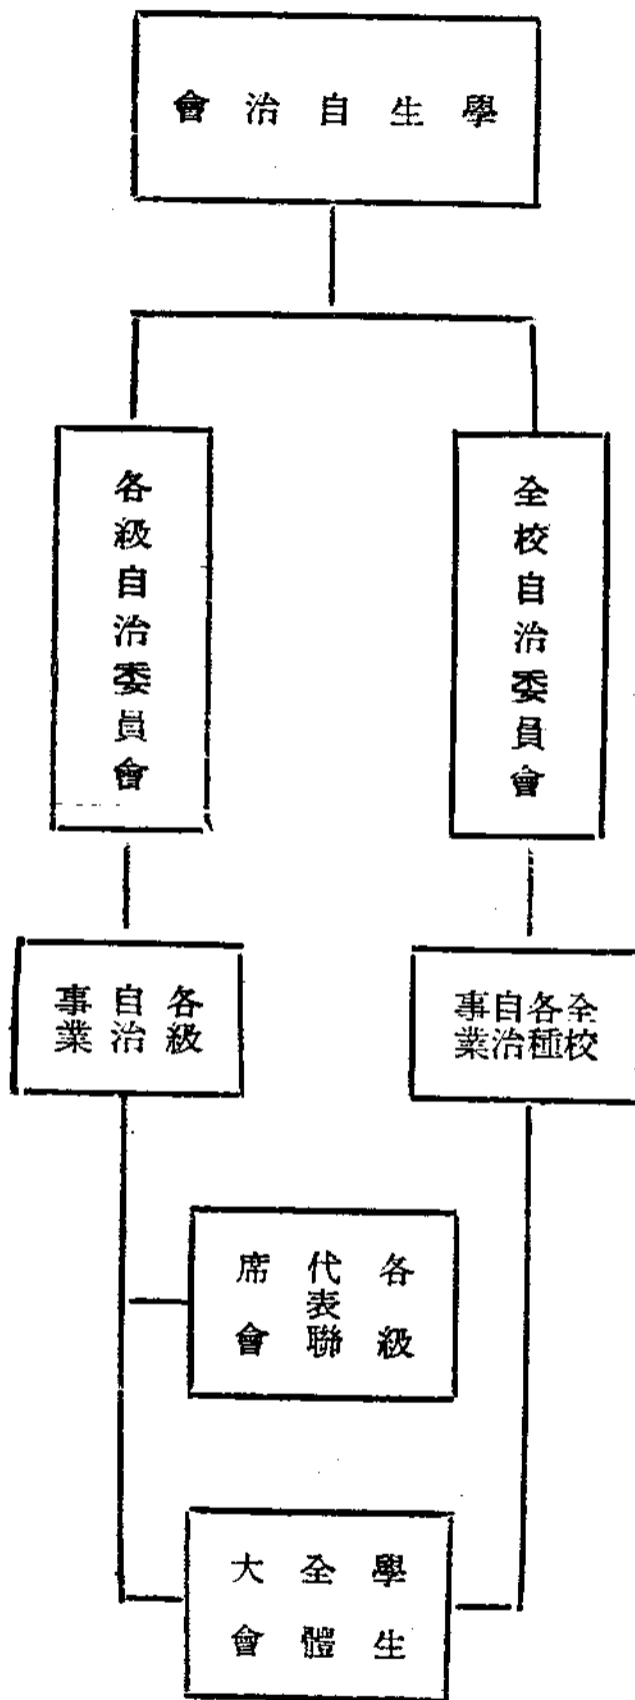 學生自治會
全校自治委員會
各級自治委員會
全校
各種
自治
事業
各級
自治
事業
各級
代表聯
席會
學生
全體
大會